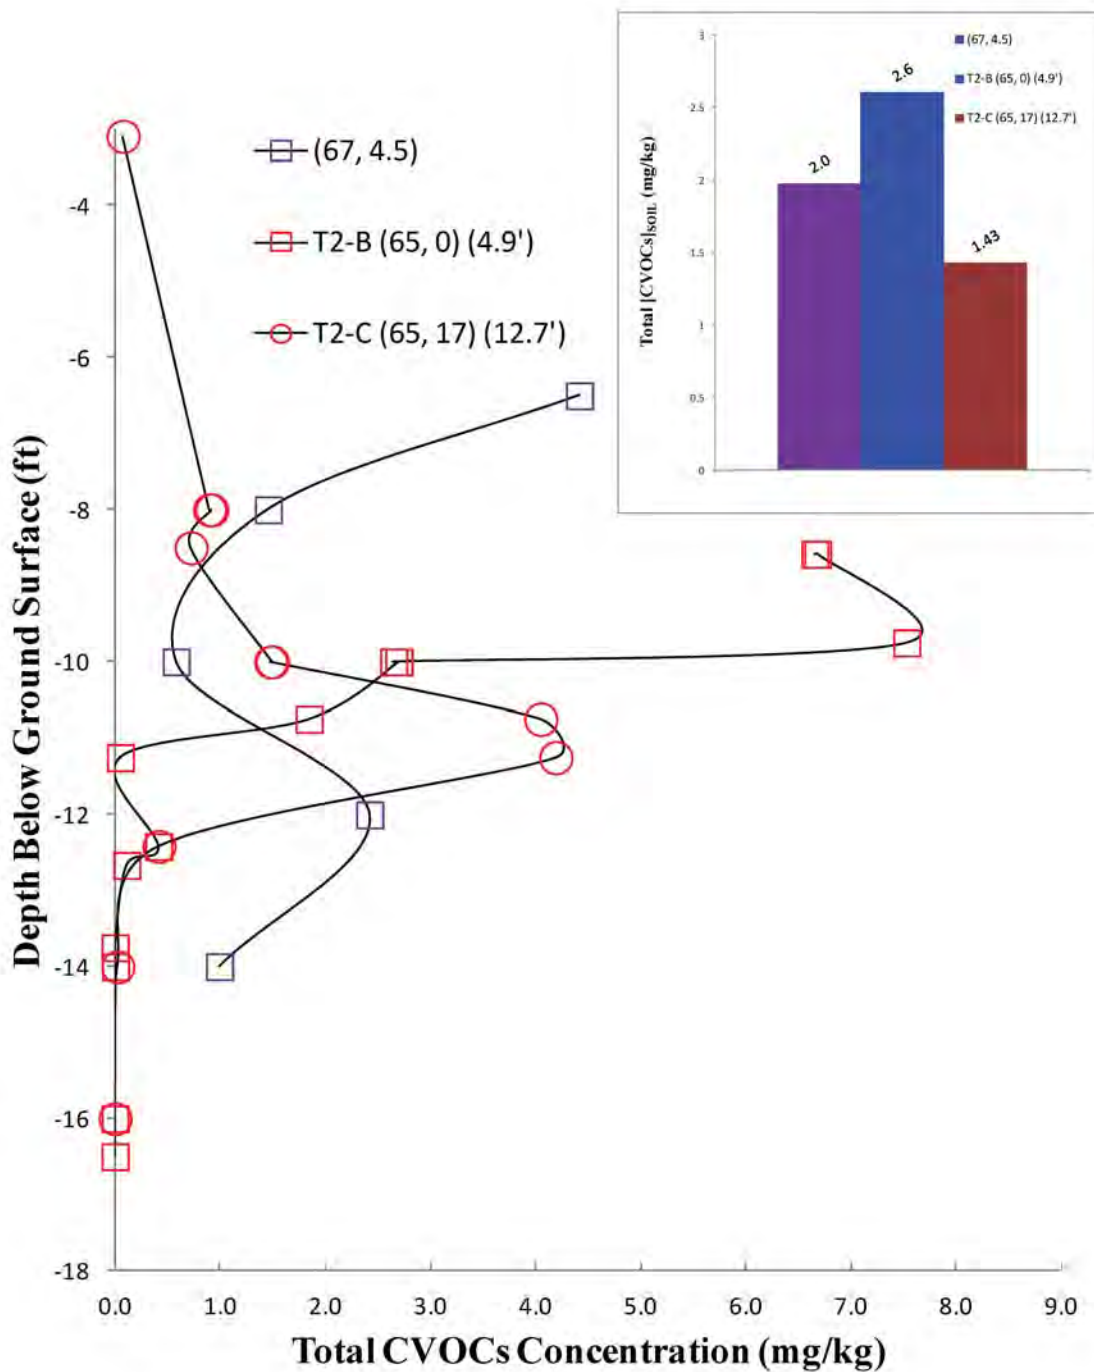 (67, 4.5)
T2-B (65, 0) (4.9')
T2-C (65, 17) (12.7')
Depth Below Ground Surface (ft)
-4
-6
-8
-10
-12
-14
-16
-18
0.0 1.0 2.0 3.0 4.0 5.0 6.0 7.0 8.0 9.0
Total CVOCs Concentration (mg/kg)
Total [CVOCs]SOIL (mg/kg)
3
2.5
2
1.5
1
0.5
0
2.0
2.6
1.43
(67, 4.5)
T2-B (65, 0) (4.9')
T2-C (65, 17) (12.7')